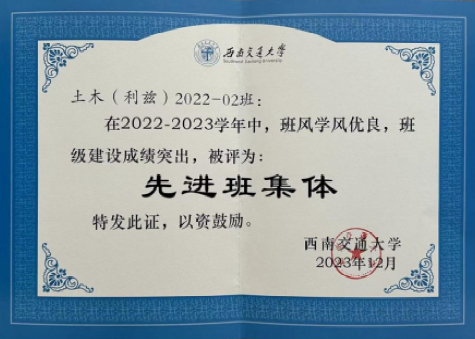 西南交通大学
Southwest Jiaotong University
土木（利兹）2022-02班：
在2022-2023学年中，班风学风优良，班
级建设成绩突出，被评为：
先进班集体
特发此证，以资鼓励。
西南交通大学
2023年12月